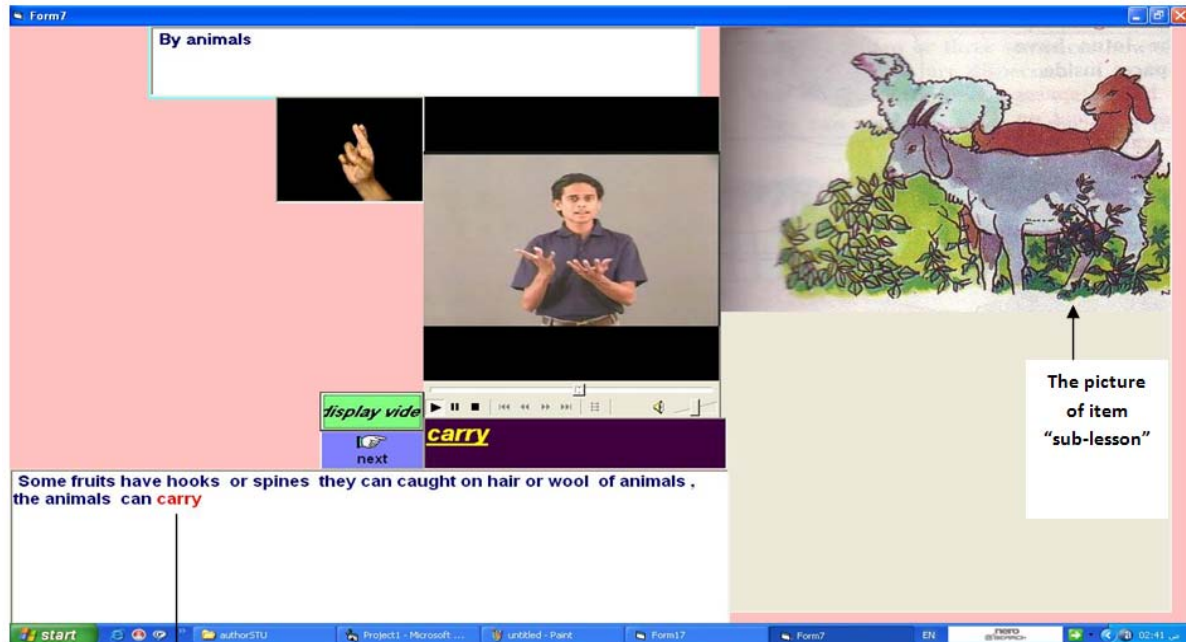 Form7
By animals
The picture
of item
“sub-lesson”
display vide
next
carry
Some fruits have hooks or spines they can caught on hair or wool of animals ,
the animals can carry
start
authorSTU
Project1 - Microsoft ...
untitled - Paint
Form17
Form7
EN
nero
02:41 ص